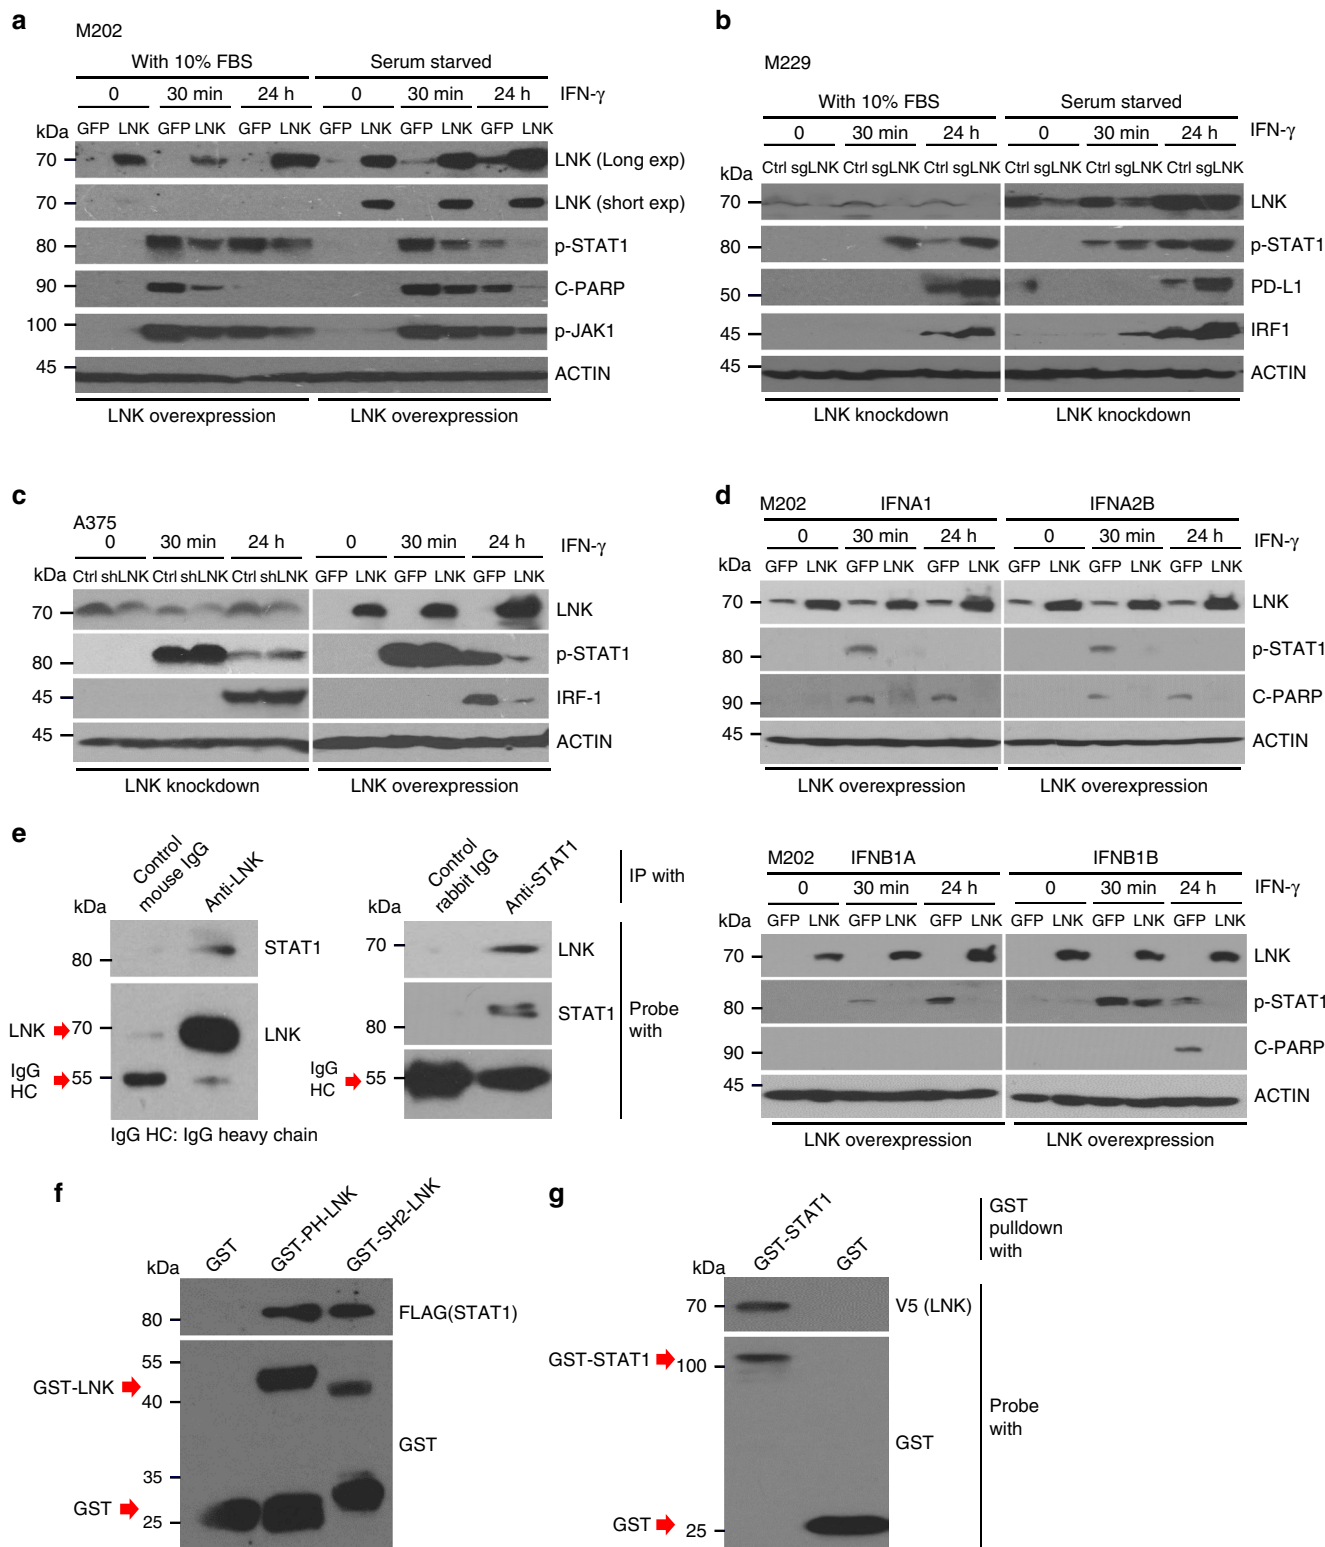 a
M202
With 10% FBS Serum starved
0 30 min 24 h 0 30 min 24 h IFN-γ
kDa GFP LNK GFP LNK GFP LNK GFP LNK GFP LNK GFP LNK
70 LNK (Long exp)
70 LNK (short exp)
80 p-STAT1
90 C-PARP
100 p-JAK1
45 ACTIN
LNK overexpression LNK overexpression
b
M229
With 10% FBS Serum starved
0 30 min 24 h 0 30 min 24 h IFN-γ
kDa Ctrl sgLNK Ctrl sgLNK Ctrl sgLNK Ctrl sgLNK Ctrl sgLNK Ctrl sgLNK
70 LNK
80 p-STAT1
50 PD-L1
45 IRF1
45 ACTIN
LNK knockdown LNK knockdown
c
A375
0 30 min 24 h 0 30 min 24 h IFN-γ
kDa Ctrl shLNK Ctrl shLNK Ctrl shLNK GFP LNK GFP LNK GFP LNK
70 LNK
80 p-STAT1
45 IRF-1
45 ACTIN
LNK knockdown LNK overexpression
d
M202 IFNA1 IFNA2B
0 30 min 24 h 0 30 min 24 h IFN-γ
kDa GFP LNK GFP LNK GFP LNK GFP LNK GFP LNK GFP LNK
70 LNK
80 p-STAT1
90 C-PARP
45 ACTIN
LNK overexpression LNK overexpression
M202 IFNB1A IFNB1B
0 30 min 24 h 0 30 min 24 h IFN-γ
kDa GFP LNK GFP LNK GFP LNK GFP LNK GFP LNK GFP LNK
70 LNK
80 p-STAT1
90 C-PARP
45 ACTIN
LNK overexpression LNK overexpression
e
Control
mouse IgG
Anti-LNK
kDa
80 STAT1
LNK 70 LNK
IgG
HC
55
IgG HC: IgG heavy chain
Control
rabbit IgG
Anti-STAT1
IP with
kDa
70 LNK
80 STAT1
Probe
with
IgG
HC
55
f
GST
GST-PH-LNK
GST-SH2-LNK
kDa
80 FLAG(STAT1)
55
GST-LNK
40
GST
35
GST
25
g
GST-STAT1
GST
GST
pulldown
with
kDa
70 V5 (LNK)
GST-STAT1 100
GST
Probe
with
GST 25